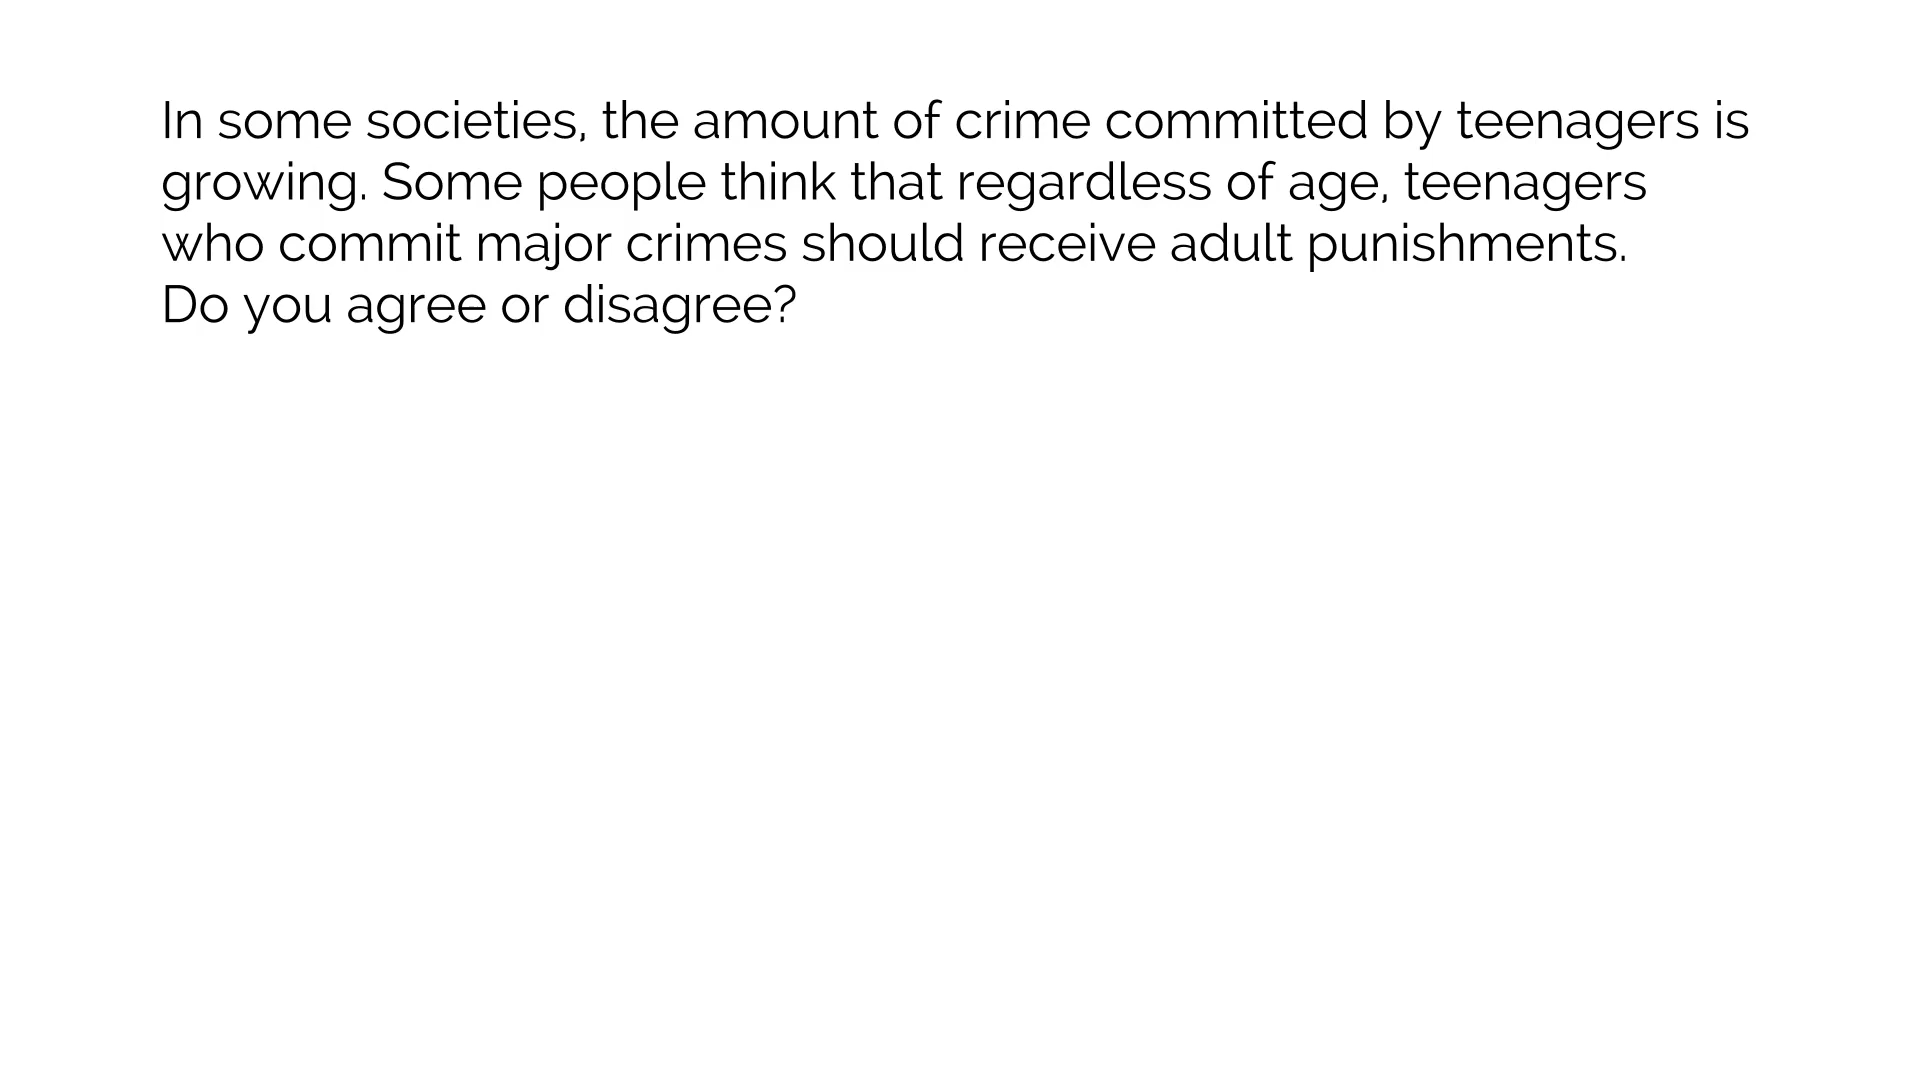 In some societies, the amount of crime committed by teenagers is
growing. Some people think that regardless of age, teenagers
who commit major crimes should receive adult punishments.
Do you agree or disagree?